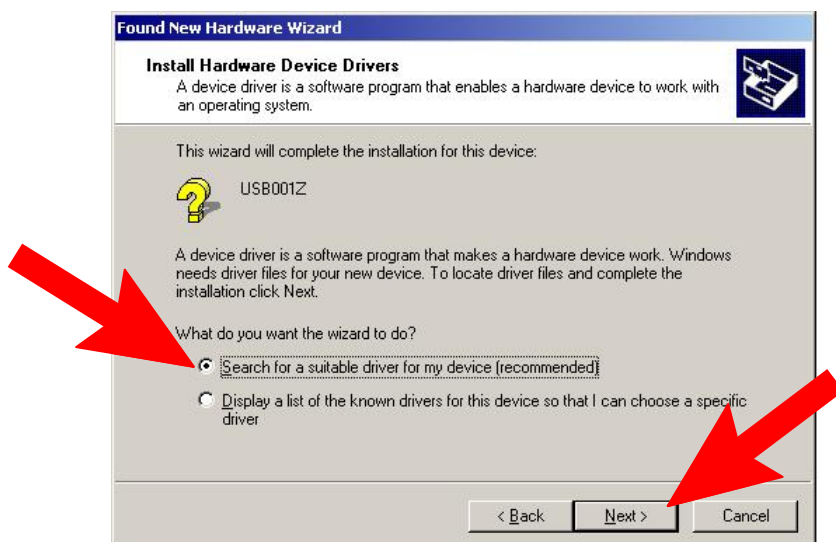 Found New Hardware Wizard
Install Hardware Device Drivers
A device driver is a software program that enables a hardware device to work with
an operating system.
This wizard will complete the installation for this device:
USB001Z
A device driver is a software program that makes a hardware device work. Windows
needs driver files for your new device. To locate driver files and complete the
installation click Next.
What do you want the wizard to do?
Search for a suitable driver for my device (recommended)
Display a list of the known drivers for this device so that I can choose a specific
driver
< Back Next > Cancel